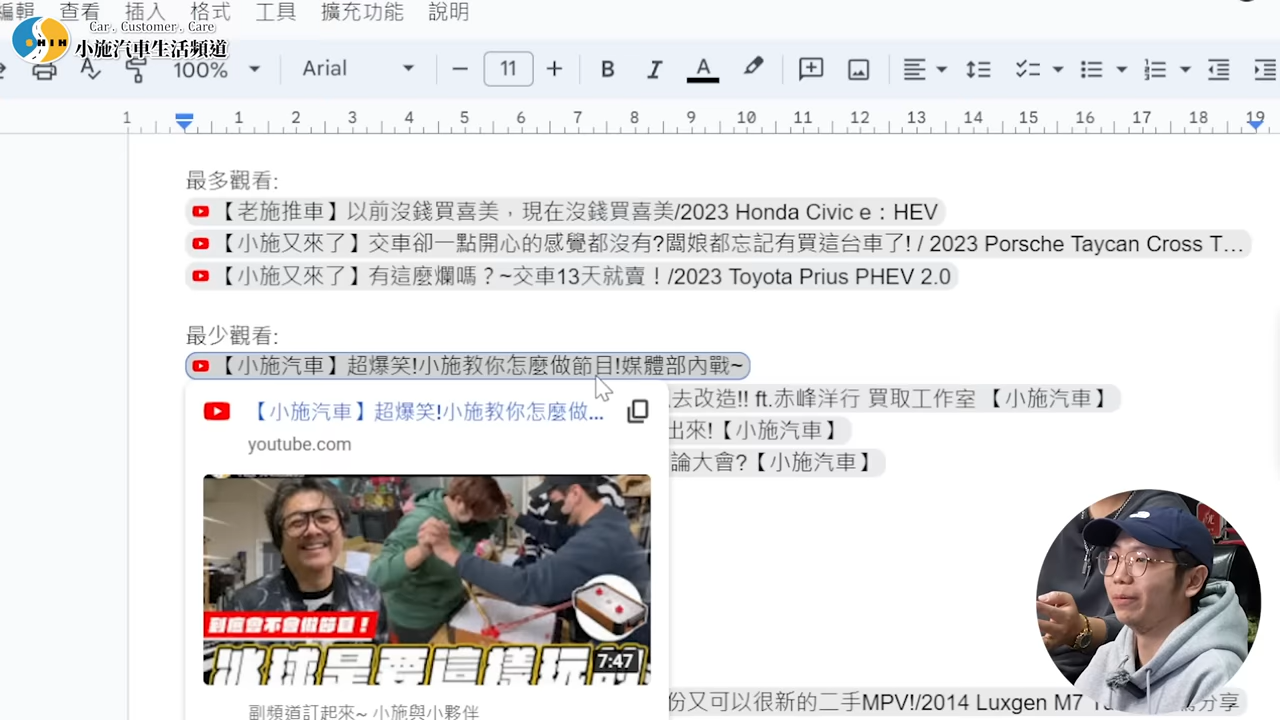 編輯 查看 插入 格式 工具 擴充功能 說明
Car . Customer . Care
SHIH
小施汽車生活頻道
100% Arial 11 B I A
1 1 2 3 4 5 6 7 8 9 10 11 12 13 14 15 16 17 18 19
最多觀看:
【老施推車】以前沒錢買喜美，現在沒錢買喜美/2023 Honda Civic e：HEV
【小施又來了】交車卻一點開心的感覺都沒有?闆娘都忘記有買這台車了! / 2023 Porsche Taycan Cross T...
【小施又來了】有這麼爛嗎？~交車13天就賣！/2023 Toyota Prius PHEV 2.0
最少觀看:
【小施汽車】超爆笑!小施教你怎麼做節目!媒體部內戰~
去改造!! ft.赤峰洋行 買取工作室 【小施汽車】
【小施汽車】超爆笑!小施教你怎麼做...
出來!【小施汽車】
youtube.com
論大會?【小施汽車】
到底會不會做節目！
冰球是要這樣玩
7:47
份又可以很新的二手MPV!/2014 Luxgen M7
分享
副頻道訂起來~ 小施與小夥伴